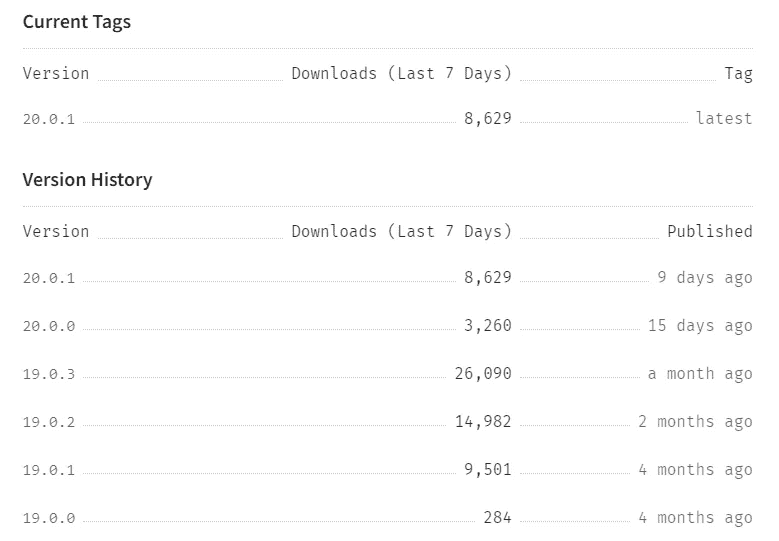 Current Tags
Version Downloads (Last 7 Days) Tag
20.0.1 8,629 latest
Version History
Version Downloads (Last 7 Days) Published
20.0.1 8,629 9 days ago
20.0.0 3,260 15 days ago
19.0.3 26,090 a month ago
19.0.2 14,982 2 months ago
19.0.1 9,501 4 months ago
19.0.0 284 4 months ago